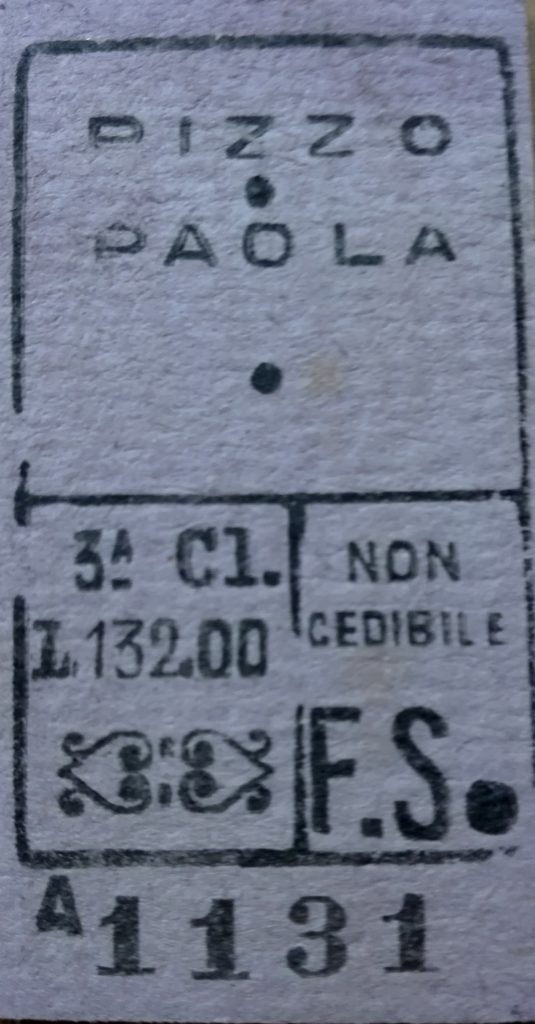 PIZZO
PAOLA
3ª Cl.
L.132.00
NON
CEDIBILE
F.S.
A 1131